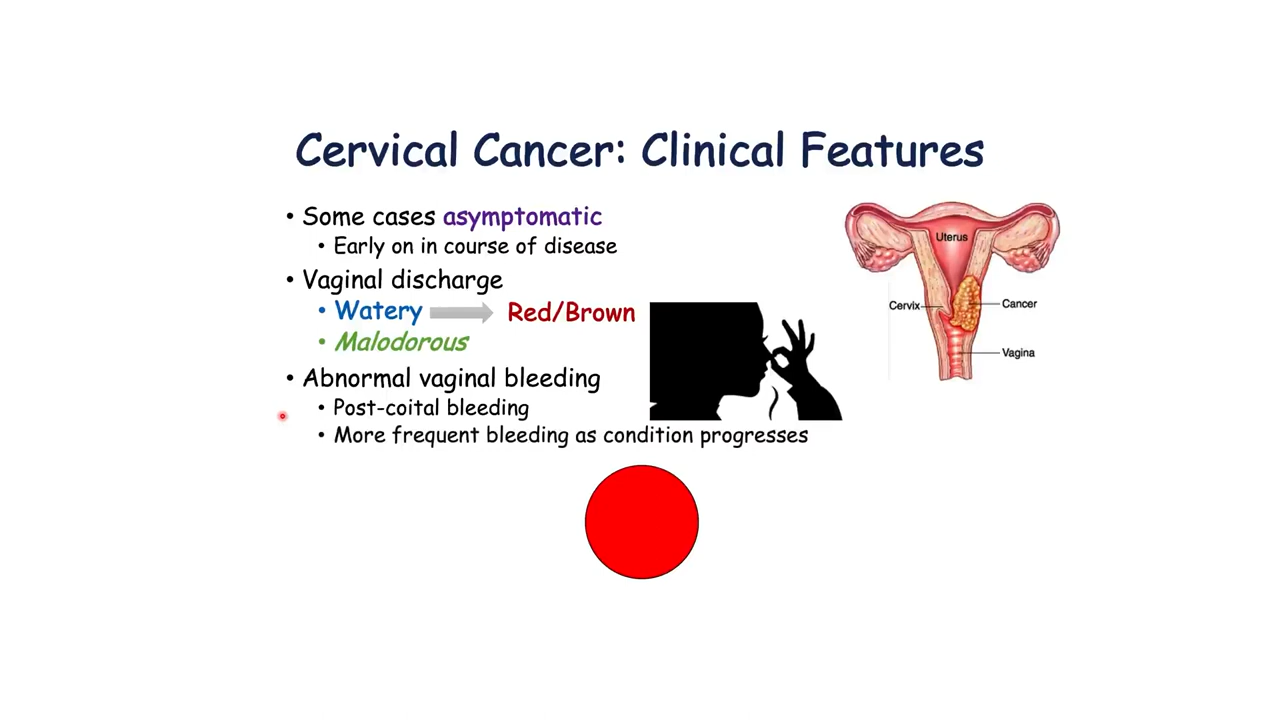 Cervical Cancer: Clinical Features
• Some cases asymptomatic
• Early on in course of disease
• Vaginal discharge
• Watery Red/Brown
• Malodorous
• Abnormal vaginal bleeding
• Post-coital bleeding
• More frequent bleeding as condition progresses
Uterus
Cervix
Cancer
Vagina